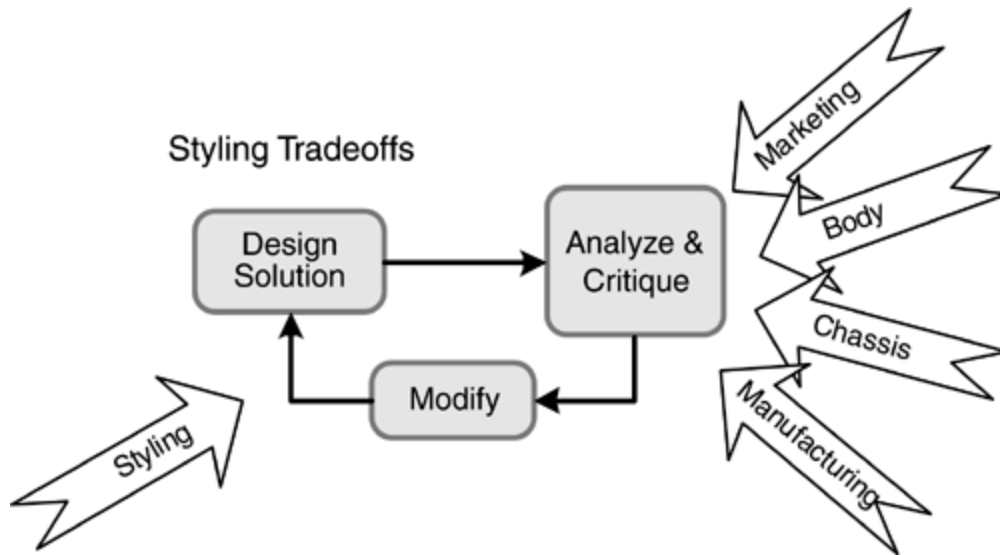 Styling Tradeoffs
Design
Solution
Analyze &
Critique
Modify
Styling
Marketing
Body
Chassis
Manufacturing